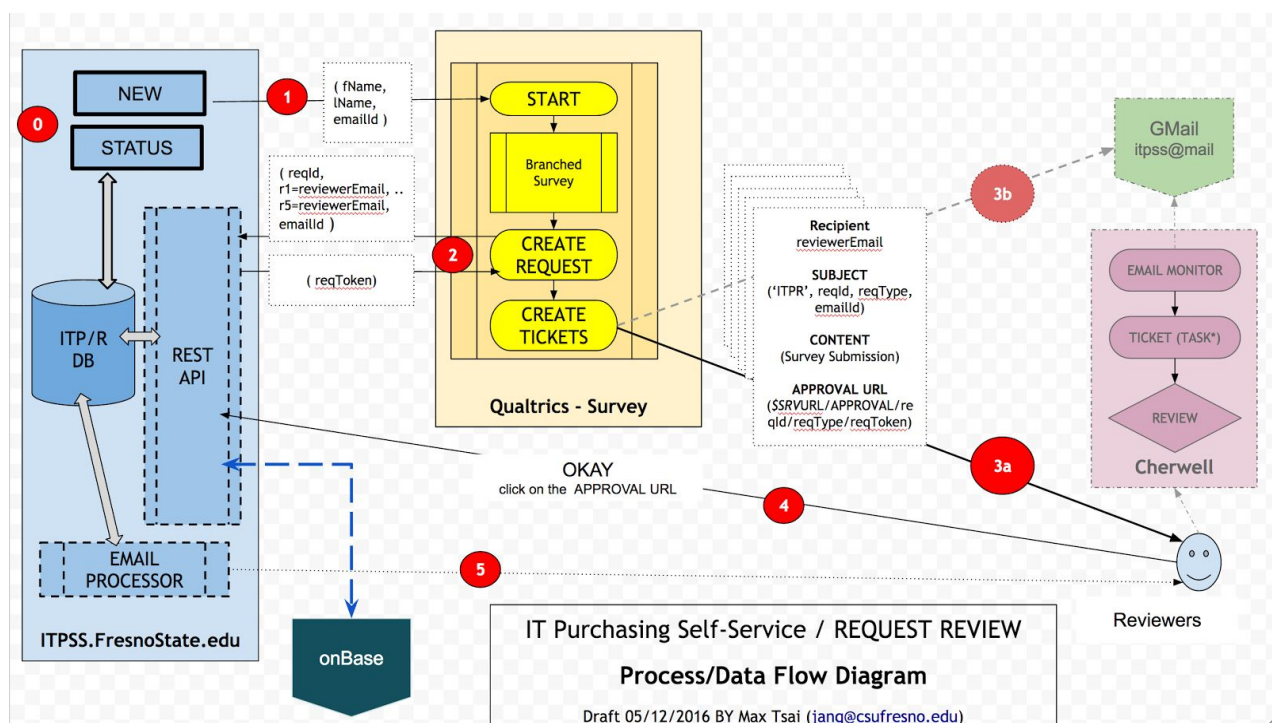 0
NEW
STATUS
ITP/R
DB
REST
API
EMAIL
PROCESSOR
ITPSS.FresnoState.edu
1
( fName,
lName,
emailId )
( reqId,
r1=reviewerEmail, ..
r5=reviewerEmail,
emailId )
( reqToken)
2
START
Branched
Survey
CREATE
REQUEST
CREATE
TICKETS
Qualtrics - Survey
Recipient
reviewerEmail
SUBJECT
(‘ITPR’, reqId, reqType,
emailId)
CONTENT
(Survey Submission)
APPROVAL URL
($SRVURL/APPROVAL/re
qId/reqType/reqToken)
3b
GMail
itpss@mail
EMAIL MONITOR
TICKET (TASK*)
REVIEW
Cherwell
3a
OKAY
click on the APPROVAL URL
4
5
Reviewers
onBase
IT Purchasing Self-Service / REQUEST REVIEW
Process/Data Flow Diagram
Draft 05/12/2016 BY Max Tsai (jang@csufresno.edu)